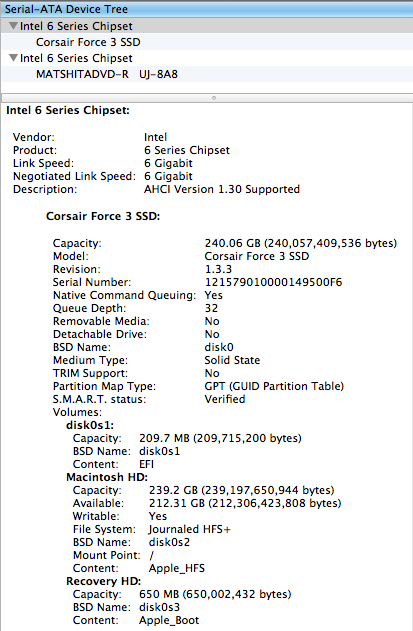 Serial-ATA Device Tree
Intel 6 Series Chipset
Corsair Force 3 SSD
Intel 6 Series Chipset
MATSHITADVD-R UJ-8A8
Intel 6 Series Chipset:
Vendor: Intel
Product: 6 Series Chipset
Link Speed: 6 Gigabit
Negotiated Link Speed: 6 Gigabit
Description: AHCI Version 1.30 Supported
Corsair Force 3 SSD:
Capacity: 240.06 GB (240,057,409,536 bytes)
Model: Corsair Force 3 SSD
Revision: 1.3.3
Serial Number: 121579010000149500F6
Native Command Queuing: Yes
Queue Depth: 32
Removable Media: No
Detachable Drive: No
BSD Name: disk0
Medium Type: Solid State
TRIM Support: No
Partition Map Type: GPT (GUID Partition Table)
S.M.A.R.T. status: Verified
Volumes:
disk0s1:
Capacity: 209.7 MB (209,715,200 bytes)
BSD Name: disk0s1
Content: EFI
Macintosh HD:
Capacity: 239.2 GB (239,197,650,944 bytes)
Available: 212.31 GB (212,306,423,808 bytes)
Writable: Yes
File System: Journaled HFS+
BSD Name: disk0s2
Mount Point: /
Content: Apple_HFS
Recovery HD:
Capacity: 650 MB (650,002,432 bytes)
BSD Name: disk0s3
Content: Apple_Boot